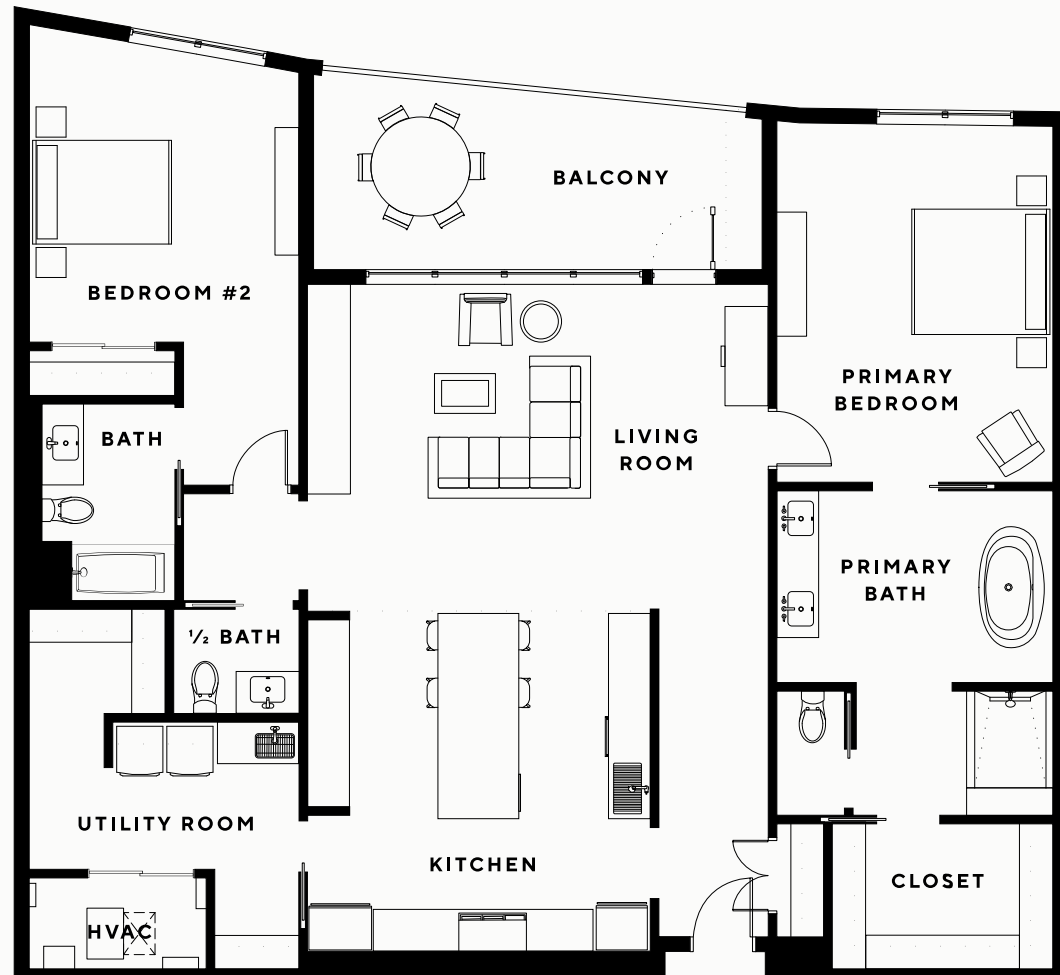 BALCONY
BEDROOM #2
PRIMARY
BEDROOM
BATH
LIVING
ROOM
PRIMARY
BATH
½ BATH
UTILITY ROOM
KITCHEN
CLOSET
HVAC